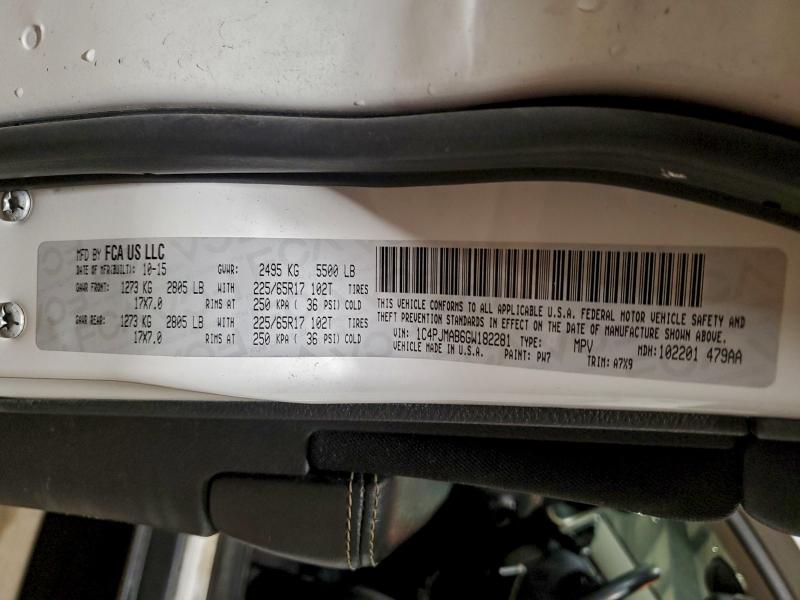 MFD BY FCA US LLC
DATE OF MFR(BUILT): 10-15 GVWR: 2495 KG 5500 LB
GAWR FRONT: 1273 KG 2805 LB WITH 225/65R17 102T TIRES
17X7.0 RIMS AT 250 KPA ( 36 PSI) COLD
GAWR REAR: 1273 KG 2805 LB WITH 225/65R17 102T TIRES
17X7.0 RIMS AT 250 KPA ( 36 PSI) COLD
THIS VEHICLE CONFORMS TO ALL APPLICABLE U.S.A. FEDERAL MOTOR VEHICLE SAFETY AND
THEFT PREVENTION STANDARDS IN EFFECT ON THE DATE OF MANUFACTURE SHOWN ABOVE.
VIN: 1C4PJMAB6GW182281 TYPE: MPV MDH: 102201 479AA
VEHICLE MADE IN U.S.A. PAINT: PW7 TRIM: A7X9